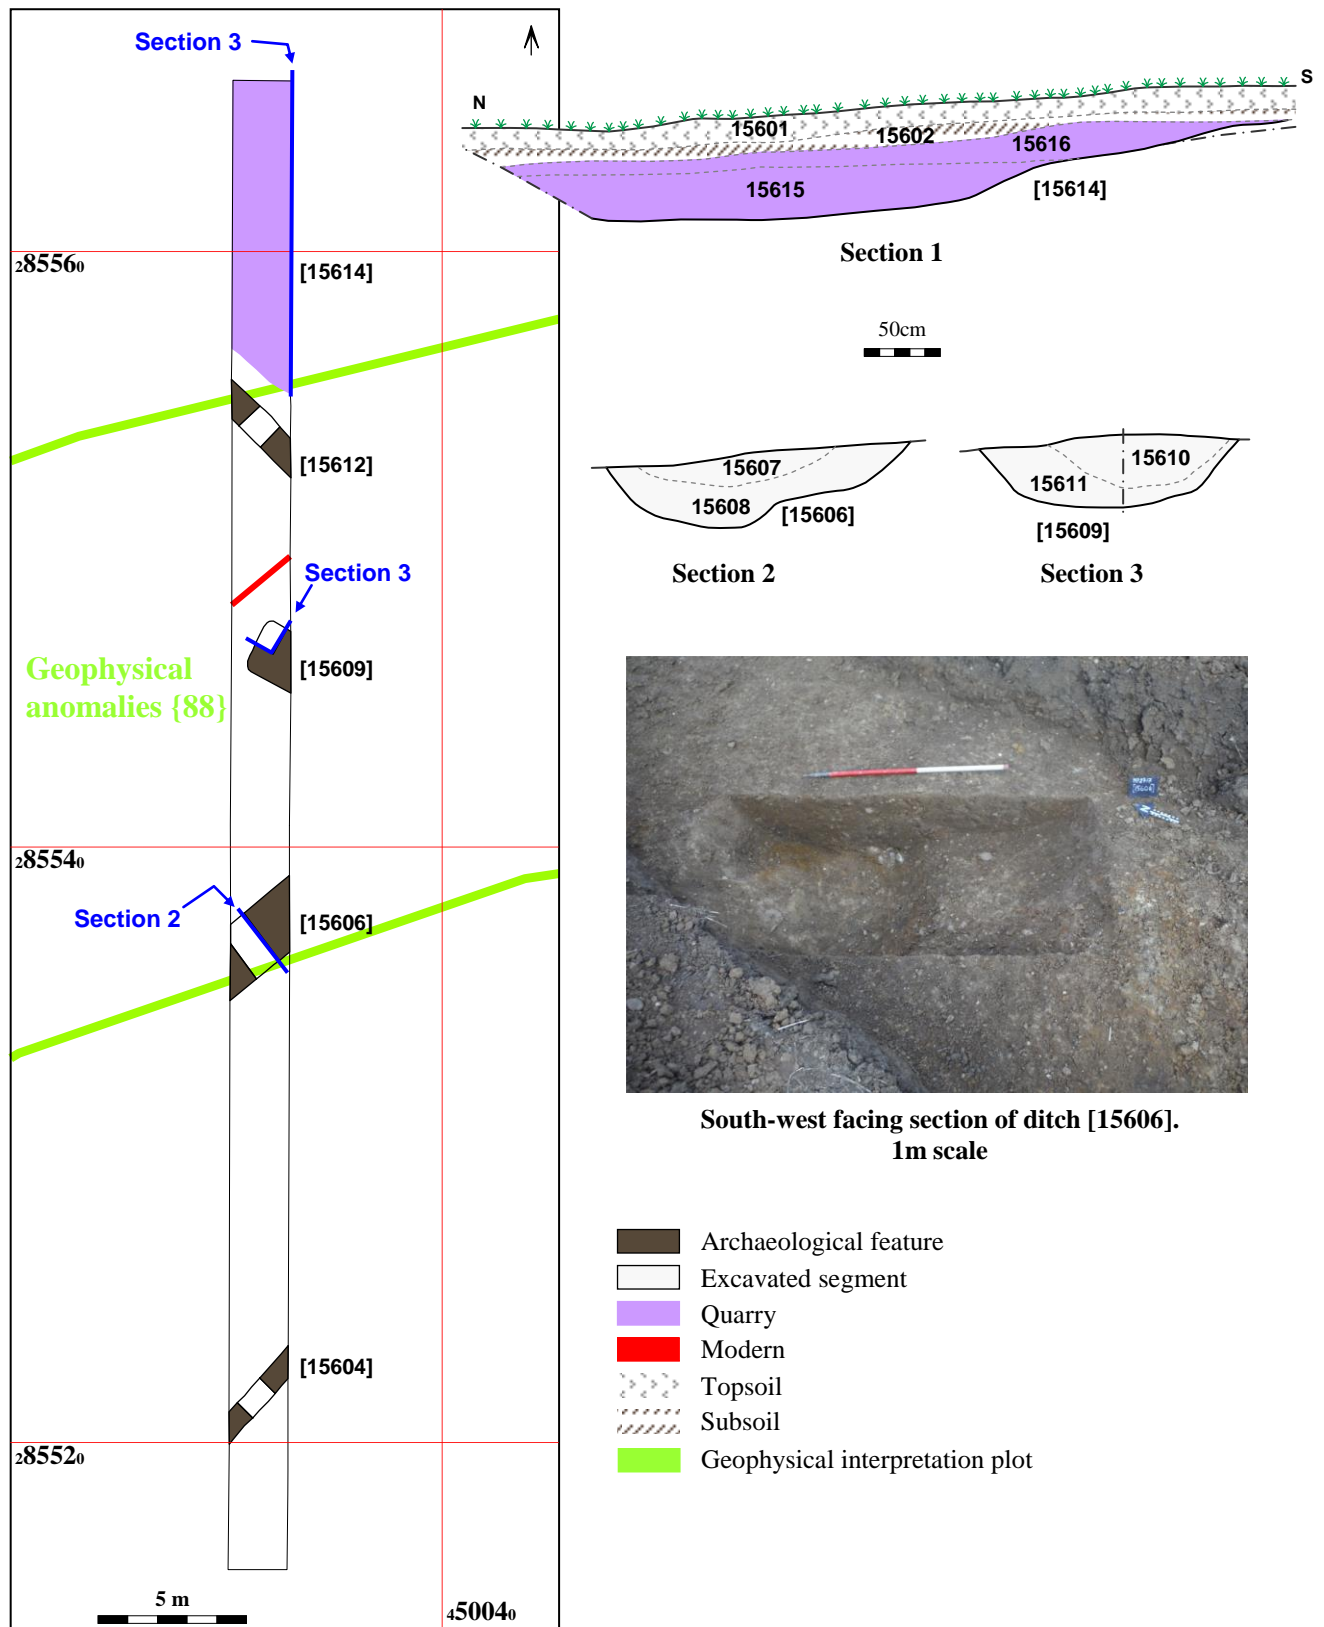 Section 3
N
S
15601
15602
15616
15615
[15614]
Section 1
285560
[15614]
50cm
[15612]
15607
15608
[15606]
Section 2
15610
15611
[15609]
Section 3
Section 3
[15609]
Geophysical
anomalies {88}
285540
Section 2
[15606]
South-west facing section of ditch [15606].
1m scale
Archaeological feature
Excavated segment
Quarry
Modern
Topsoil
Subsoil
Geophysical interpretation plot
[15604]
285520
5 m
450040